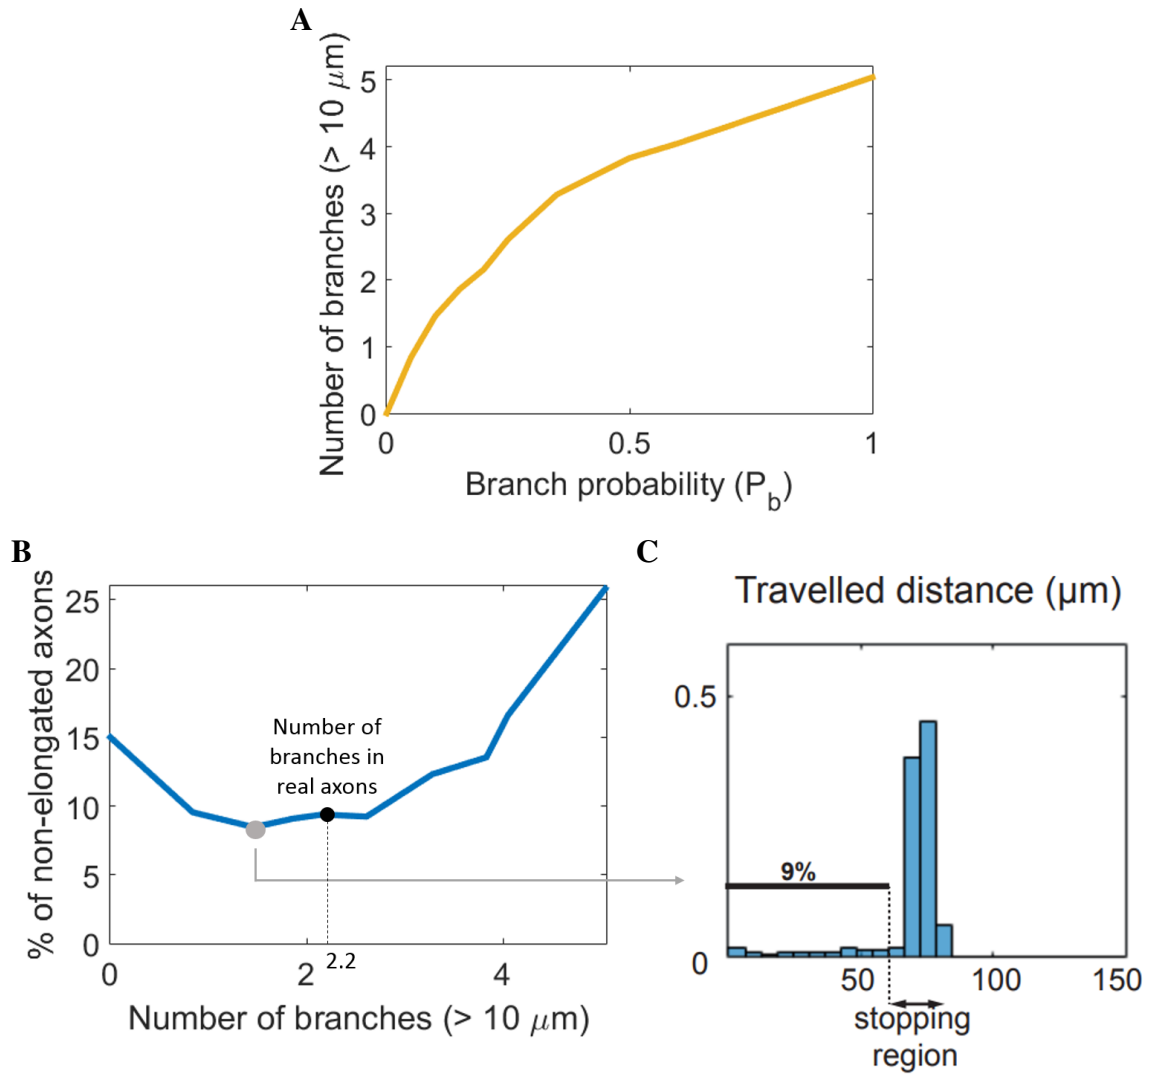 A
Number of branches (> 10 μm)
5
4
3
2
1
0
0
0.5
1
Branch probability (Pb)
B
% of non-elongated axons
25
20
15
10
5
0
Number of
branches in
real axons
0
2
2.2
4
Number of branches (> 10 μm)
C
Travelled distance (μm)
0.5
9%
0
50
100
150
stopping
region